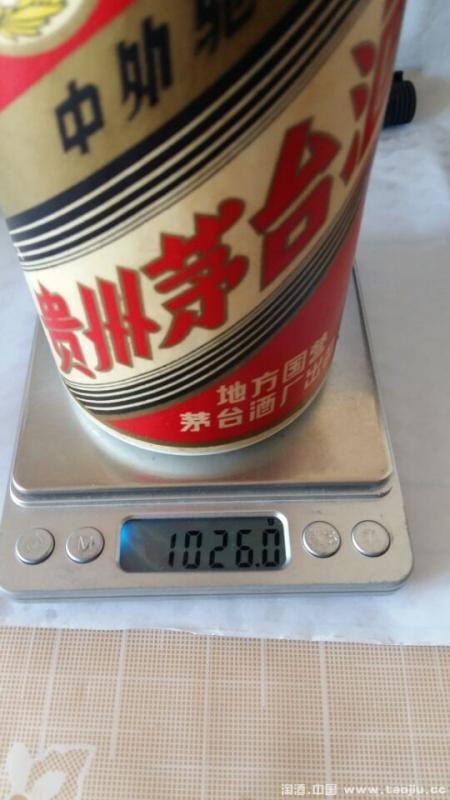 中外驰
贵州茅台酒
地方国营
茅台酒厂出品
M
1026.0
淘酒.中国 www.taojiu.cc